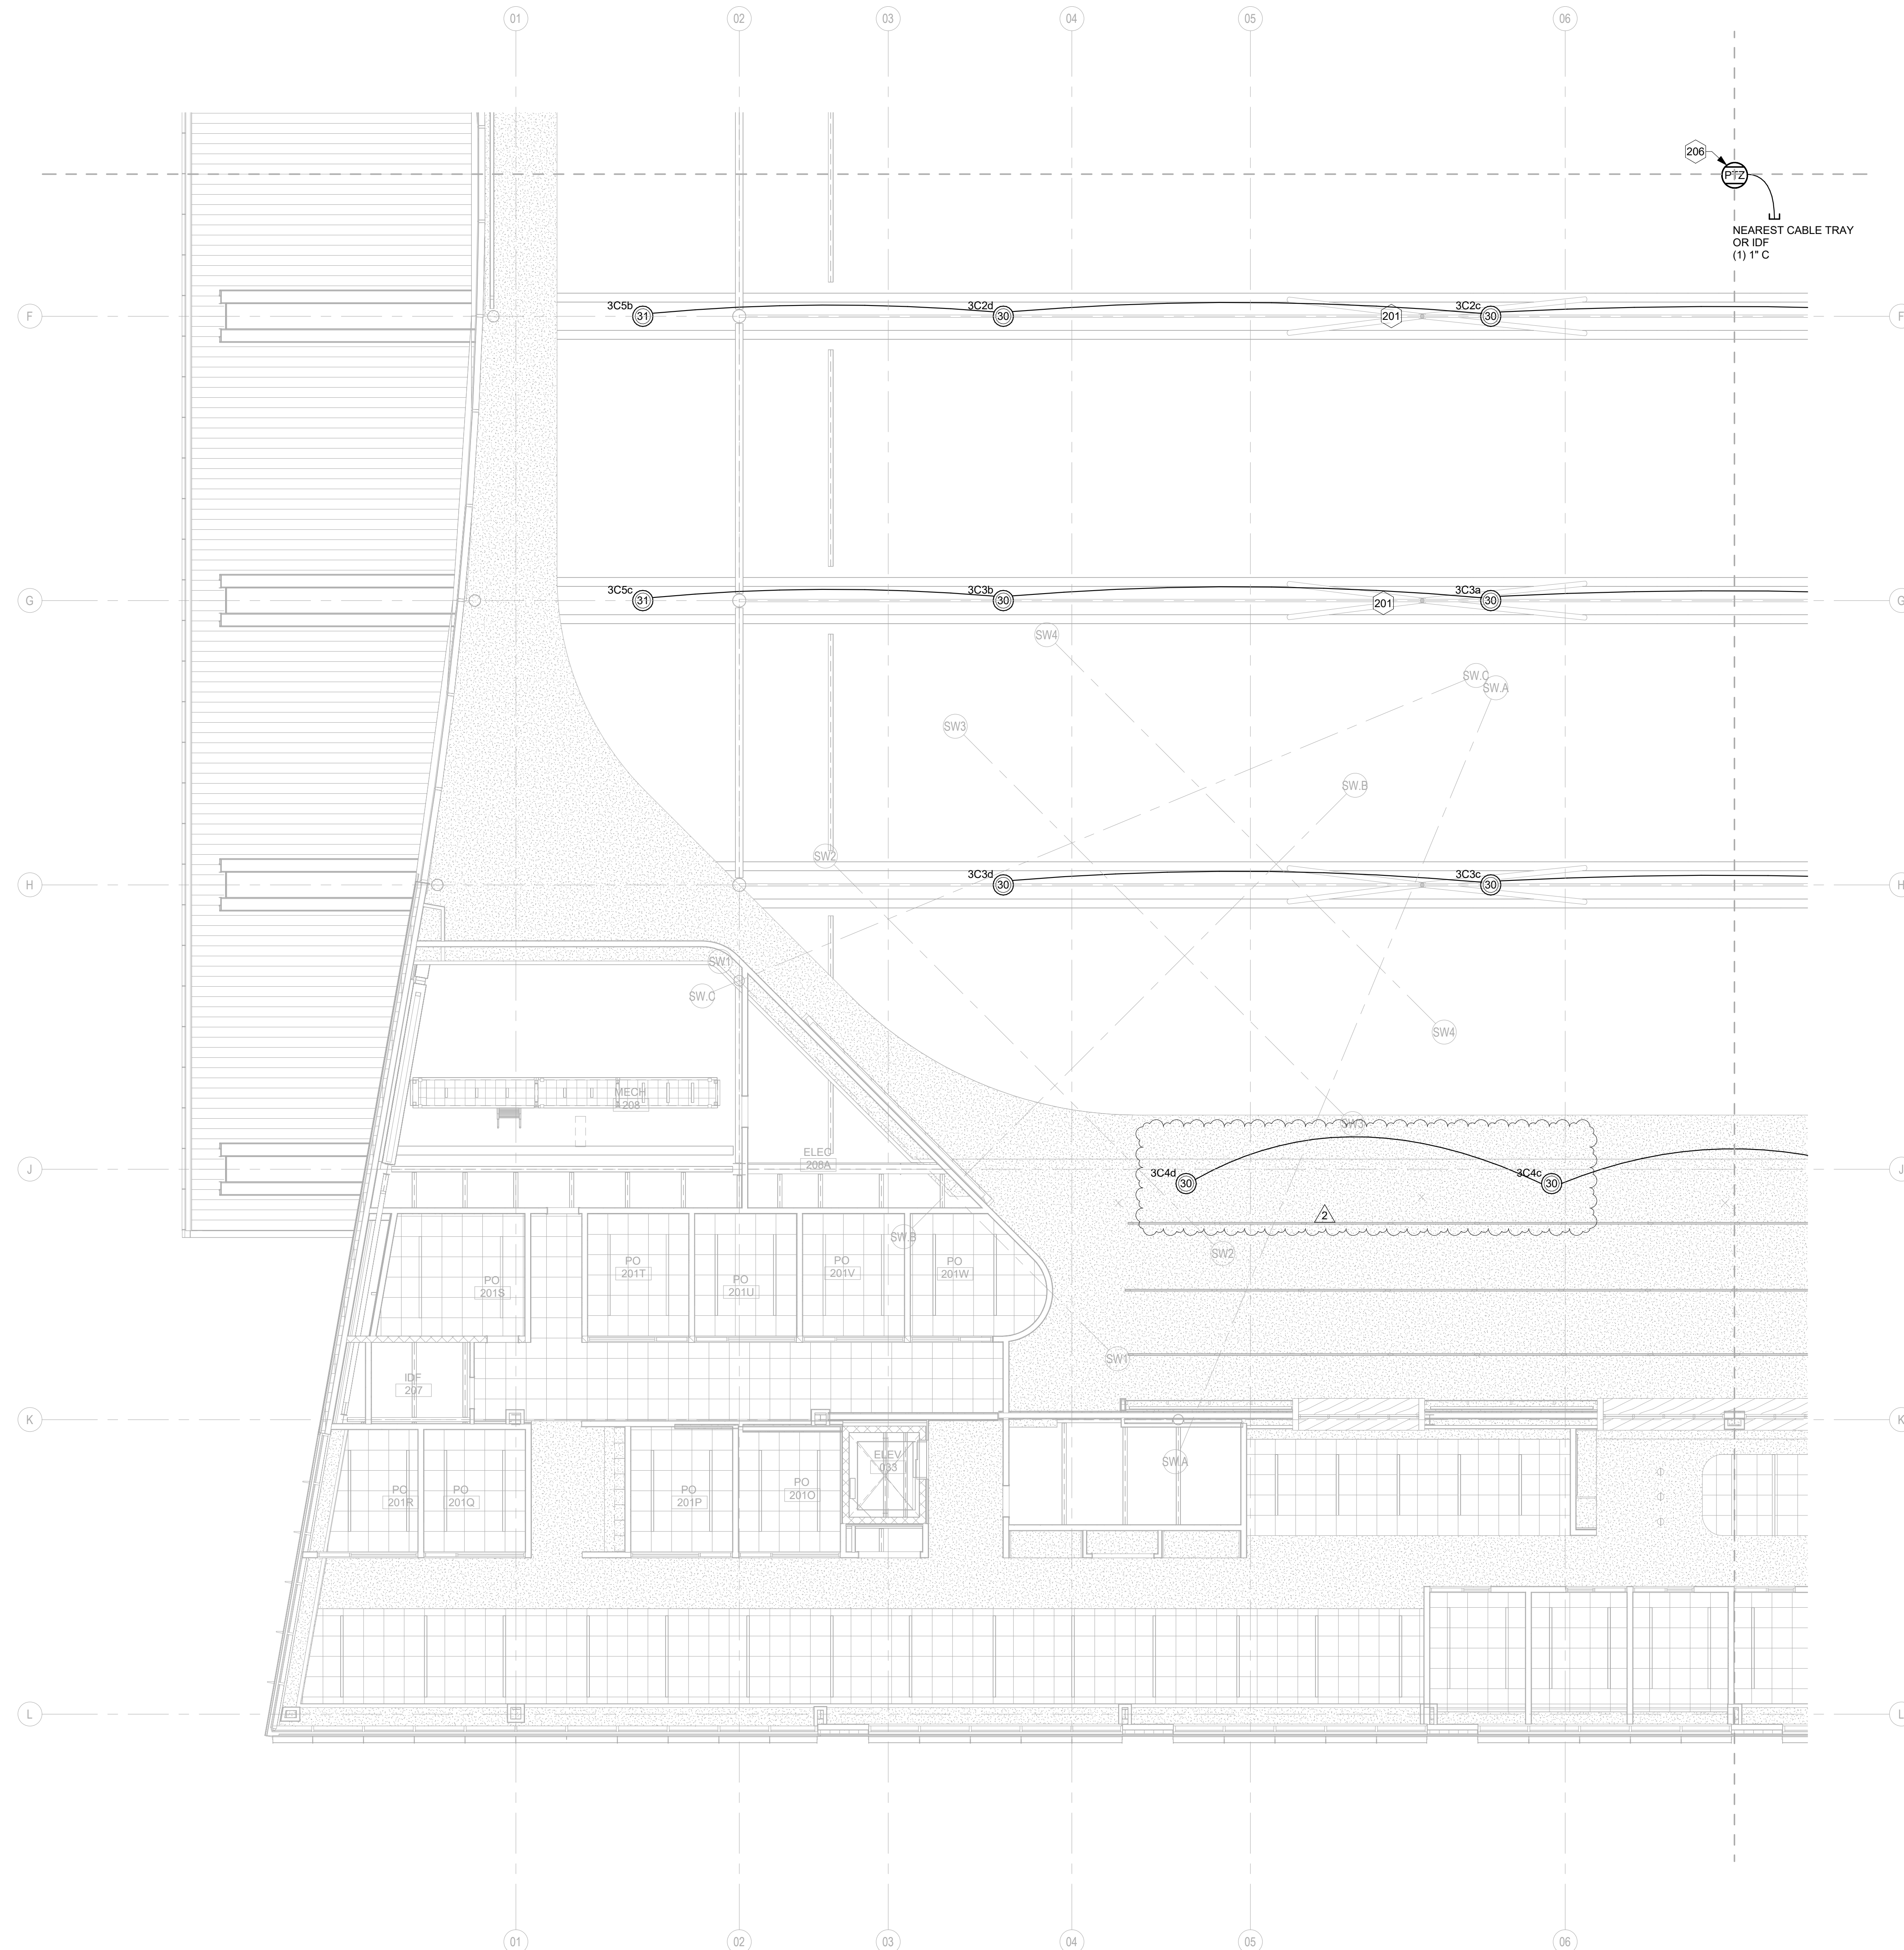 01
02
03
04
05
06
206
PTZ
NEAREST CABLE TRAY
OR IDF
(1) 1" C
F
3C5b
31
3C2d
30
201
3C2c
30
F
G
3C5c
31
3C3b
30
201
3C3a
30
G
SW4
SW.C
SW.A
SW3
SW.B
SW2
H
3C3d
30
3C3c
30
H
SW1
SW.C
SW4
MECH
208
SW3
ELEC
208A
J
3C4d
30
3C4c
30
J
2
SW.B
SW2
PO
201S
PO
201T
PO
201U
PO
201V
PO
201W
SW1
IDF
207
K
K
ELEV
033
SW.A
PO
201R
PO
201Q
PO
201P
PO
201O
L
L
01
02
03
04
05
06